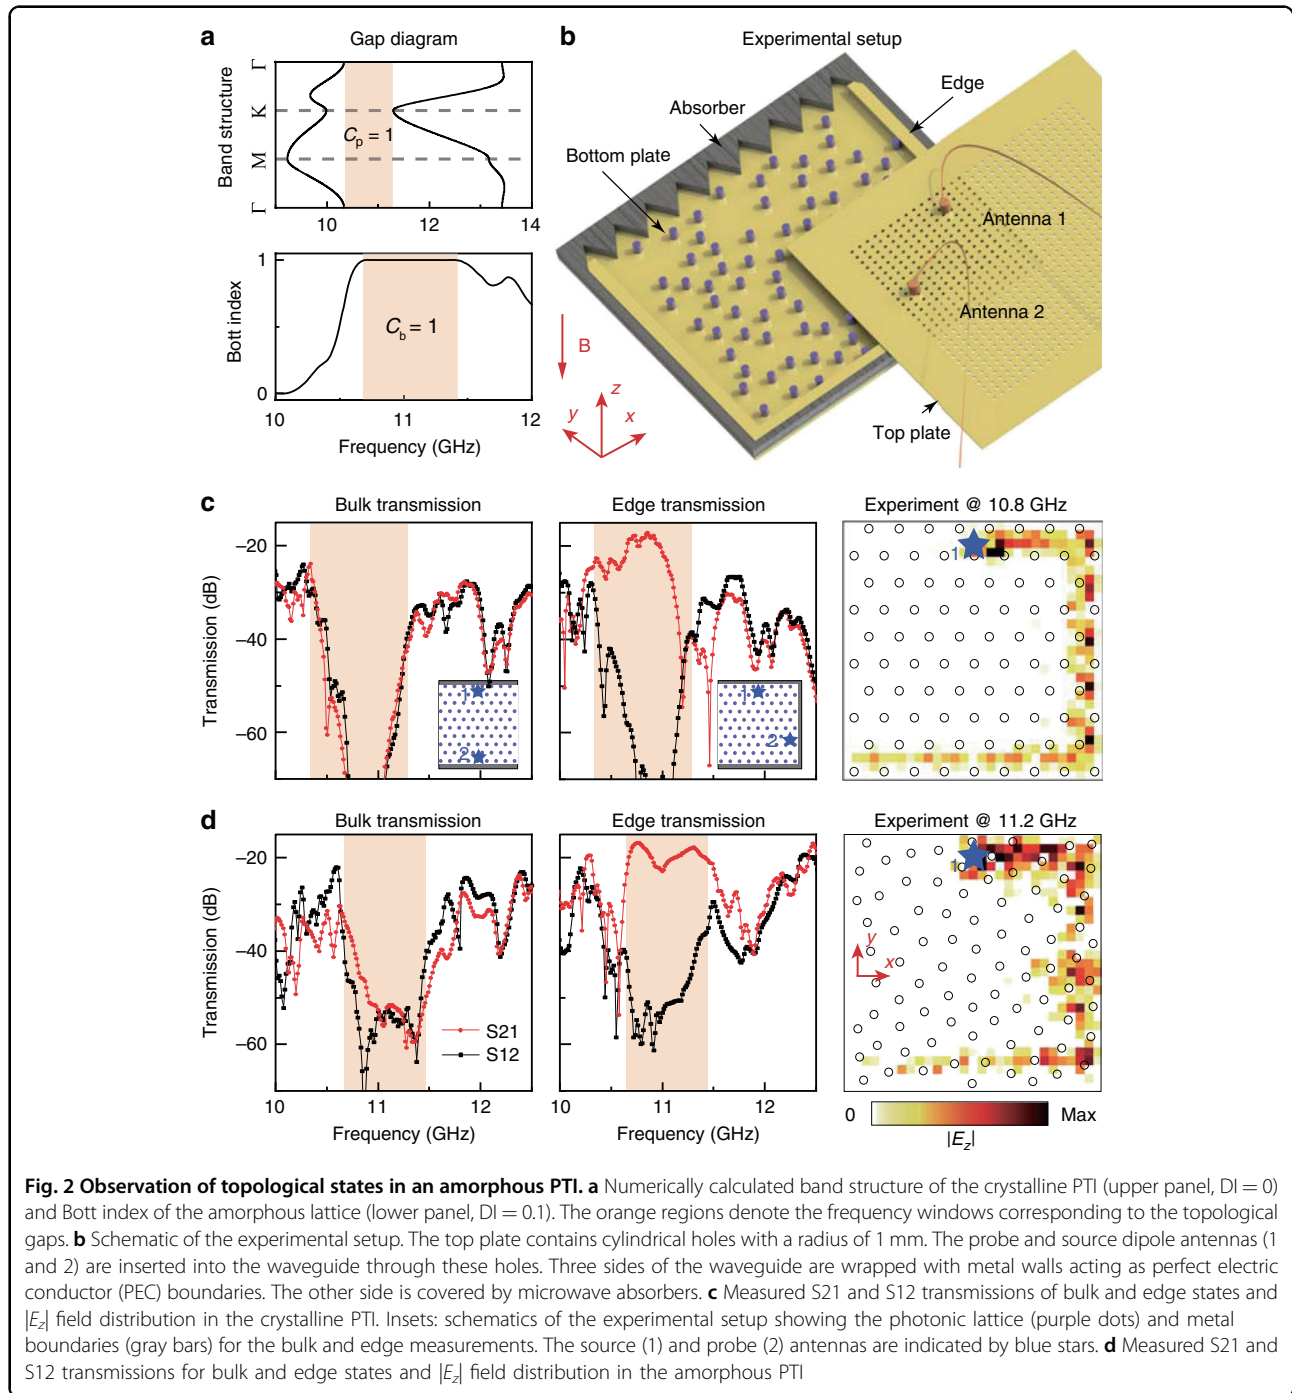 a
Gap diagram
Band structure
Γ
K
M
Γ
C_p = 1
10
12
14
Bott index
1
0
C_b = 1
10
11
12
Frequency (GHz)
b
Experimental setup
Absorber
Edge
Bottom plate
Antenna 1
Antenna 2
Top plate
B
z
y
x
c
Bulk transmission
Edge transmission
Experiment @ 10.8 GHz
Transmission (dB)
−20
−40
−60
1
2
−20
−40
−60
1
2
1
d
Bulk transmission
Edge transmission
Experiment @ 11.2 GHz
Transmission (dB)
−20
−40
−60
S21
S12
10
11
12
Frequency (GHz)
−20
−40
−60
10
11
12
Frequency (GHz)
1
y
x
0
Max
|E_z|
Fig. 2 Observation of topological states in an amorphous PTI. a Numerically calculated band structure of the crystalline PTI (upper panel, DI = 0)
and Bott index of the amorphous lattice (lower panel, DI = 0.1). The orange regions denote the frequency windows corresponding to the topological
gaps. b Schematic of the experimental setup. The top plate contains cylindrical holes with a radius of 1 mm. The probe and source dipole antennas (1
and 2) are inserted into the waveguide through these holes. Three sides of the waveguide are wrapped with metal walls acting as perfect electric
conductor (PEC) boundaries. The other side is covered by microwave absorbers. c Measured S21 and S12 transmissions of bulk and edge states and
|E_z| field distribution in the crystalline PTI. Insets: schematics of the experimental setup showing the photonic lattice (purple dots) and metal
boundaries (gray bars) for the bulk and edge measurements. The source (1) and probe (2) antennas are indicated by blue stars. d Measured S21 and
S12 transmissions for bulk and edge states and |E_z| field distribution in the amorphous PTI